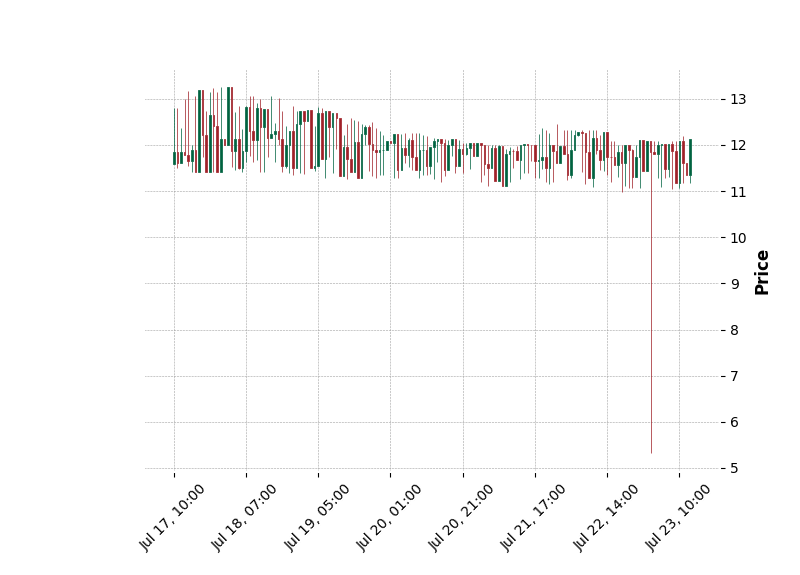 13
12
11
10
9
8
7
6
5
Price
Jul 17, 10:00
Jul 18, 07:00
Jul 19, 05:00
Jul 20, 01:00
Jul 20, 21:00
Jul 21, 17:00
Jul 22, 14:00
Jul 23, 10:00